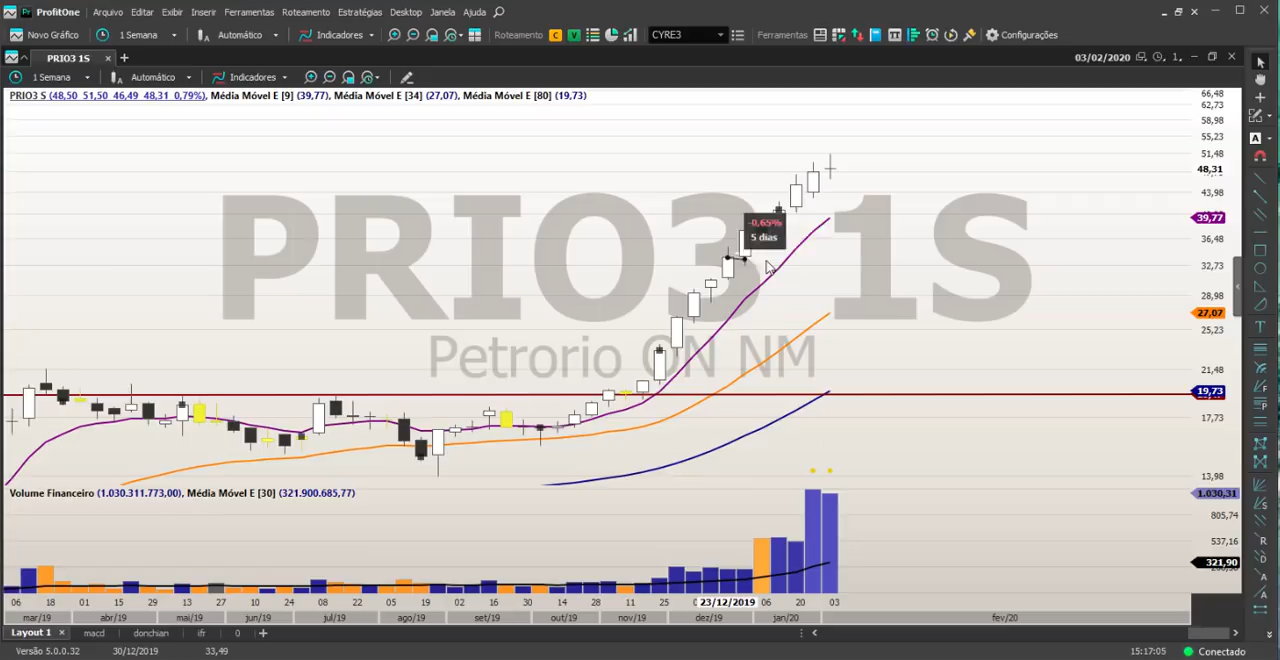 ProfitOne Arquivo Editar Exibir Inserir Ferramentas Roteamento Estratégias Desktop Janela Ajuda
Novo Gráfico 1 Semana Automático Indicadores Roteamento C V CYRE3 Ferramentas Configurações
PRIO3 1S 03/02/2020 1
1 Semana Automático Indicadores
PRIO3 S (48,50 51,50 46,49 48,31 0,79%), Média Móvel E [9] (39,77), Média Móvel E [34] (27,07), Média Móvel E [80] (19,73)
66,48
62,73
58,98
55,23
51,48
48,31
43,98
39,77
36,48
32,73
28,98
27,07
25,23
21,48
19,73
17,73
13,98
PRIO3 1S
Petrorio ON NM
-0,65%
5 dias
Volume Financeiro (1.030.311.773,00), Média Móvel E [30] (321.900.685,77)
1.030,31
805,74
537,16
321,90
06 18 01 15 29 13 27 10 24 08 22 05 19 02 16 30 14 28 11 25 23/12/2019 06 20 03
mar/19 abr/19 mai/19 jun/19 jul/19 ago/19 set/19 out/19 nov/19 dez/19 jan/20 fev/20
Layout 1 macd donchian ifr 0
Versão 5.0.0.32 30/12/2019 33,49 15:17:05 Conectado